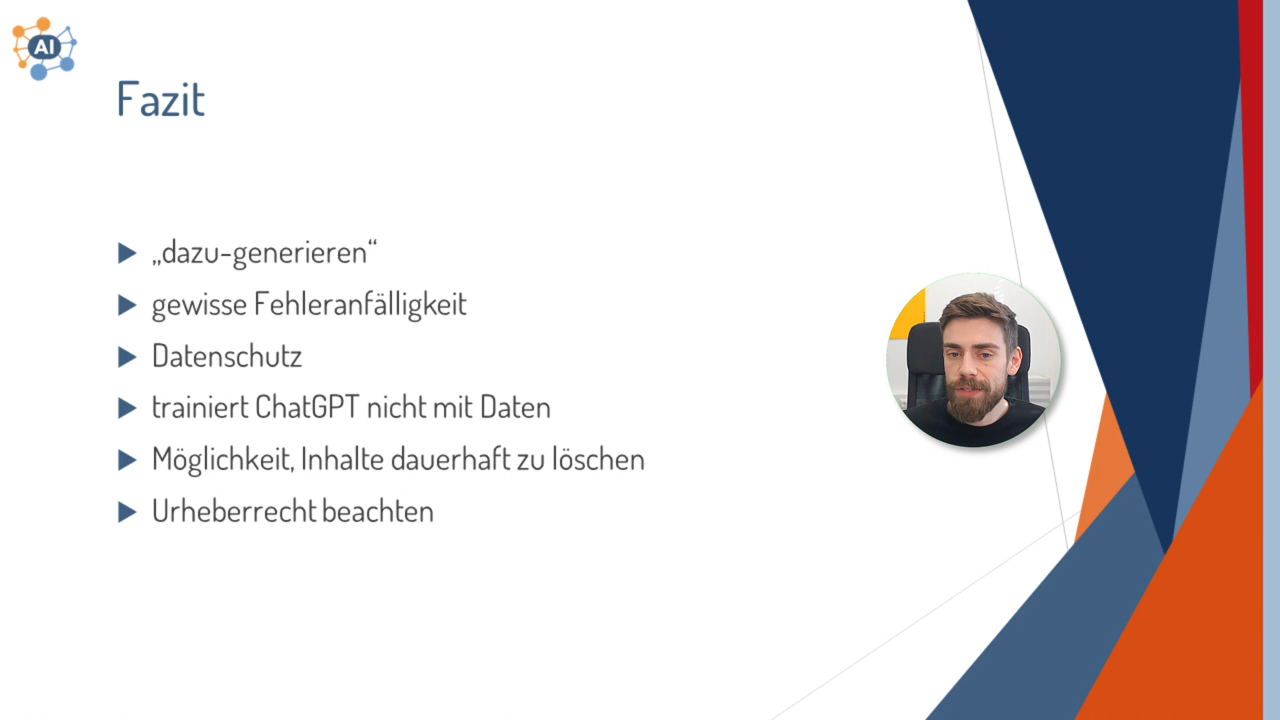 AI
Fazit
„dazu-generieren“
gewisse Fehleranfälligkeit
Datenschutz
trainiert ChatGPT nicht mit Daten
Möglichkeit, Inhalte dauerhaft zu löschen
Urheberrecht beachten